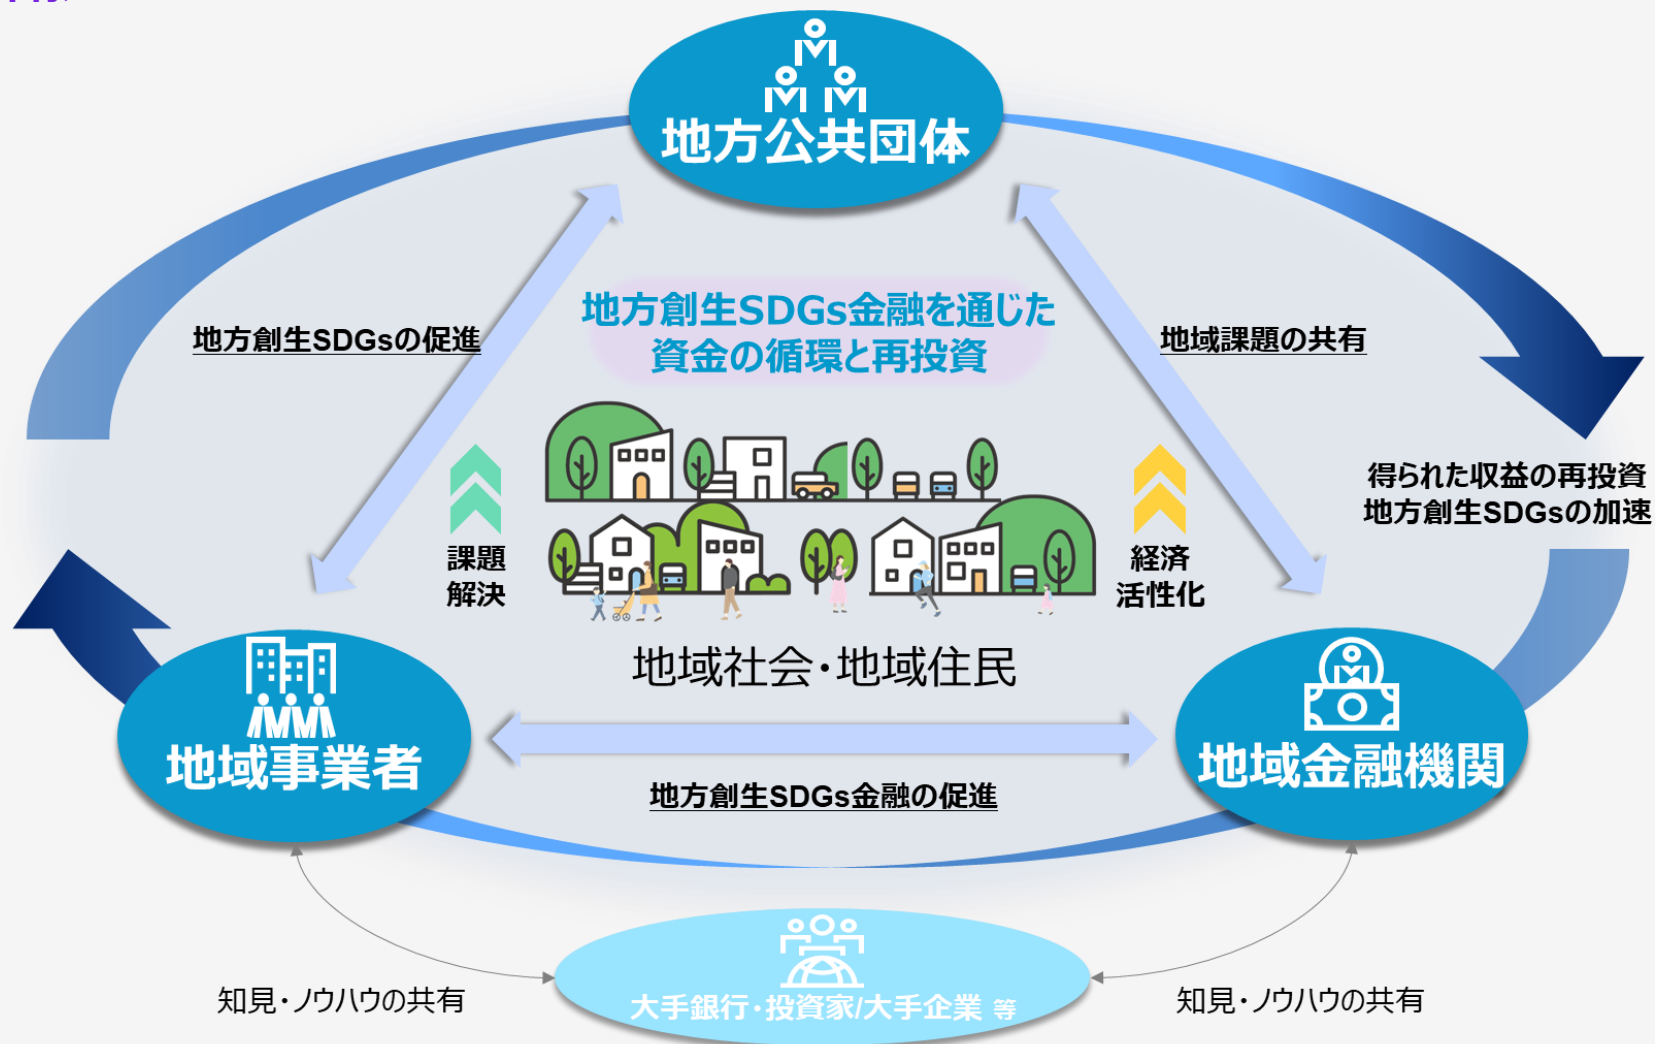 地方公共団体
地方創生SDGs金融を通じた
資金の循環と再投資
地方創生SDGsの促進
地域課題の共有
得られた収益の再投資
地方創生SDGsの加速
課題
解決
経済
活性化
地域社会・地域住民
地域事業者
地域金融機関
地方創生SDGs金融の促進
大手銀行・投資家/大手企業 等
知見・ノウハウの共有
知見・ノウハウの共有